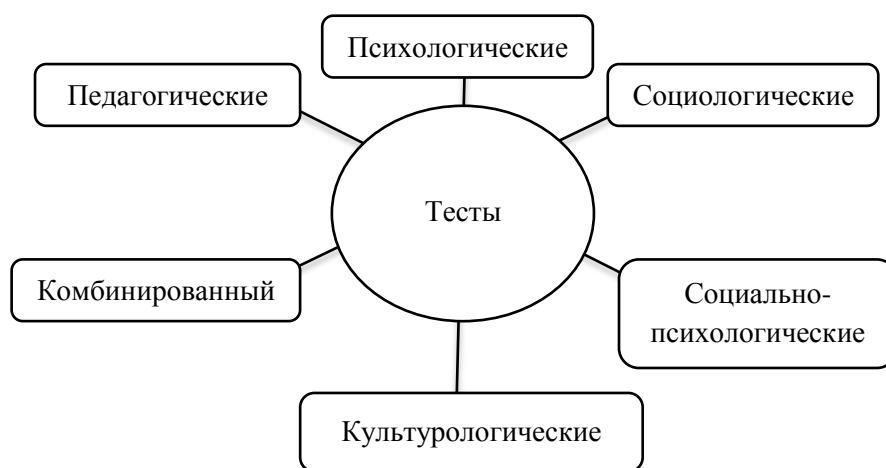 Психологические
Педагогические
Социологические
Тесты
Комбинированный
Социально-
психологические
Культурологические